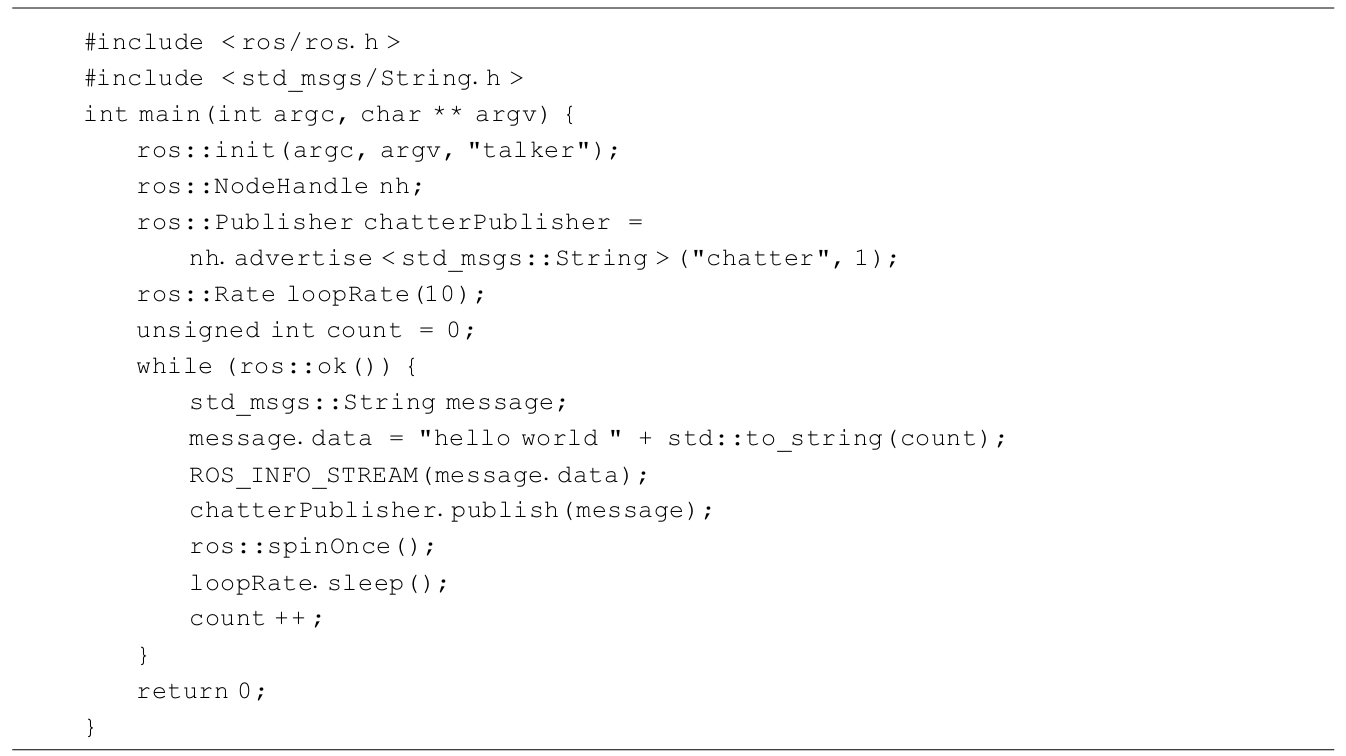 #include <ros/ros.h>
#include <std_msgs/String.h>
int main(int argc, char ** argv) {
ros::init(argc, argv, "talker");
ros::NodeHandle nh;
ros::Publisher chatterPublisher =
nh.advertise<std_msgs::String>("chatter", 1);
ros::Rate loopRate(10);
unsigned int count = 0;
while (ros::ok()) {
std_msgs::String message;
message.data = "hello world " + std::to_string(count);
ROS_INFO_STREAM(message.data);
chatterPublisher.publish(message);
ros::spinOnce();
loopRate.sleep();
count ++;
}
return 0;
}